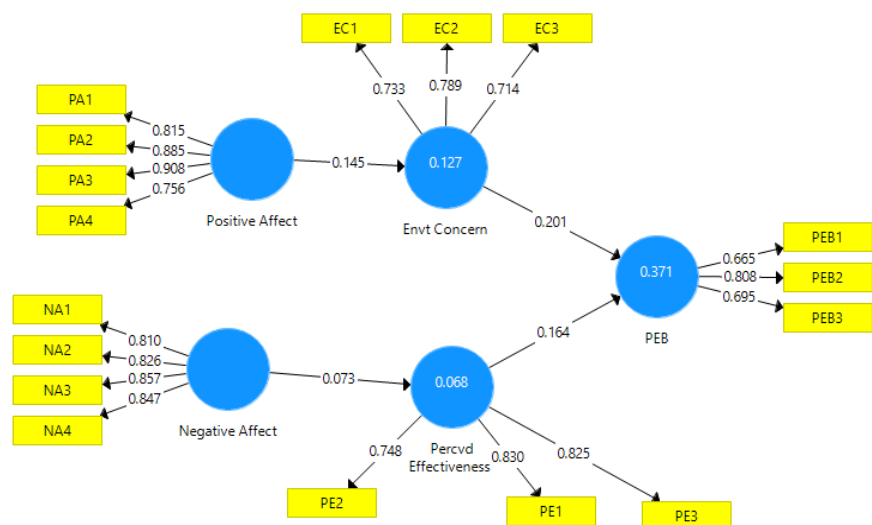 EC1
EC2
EC3
0.733
0.789
0.714
PA1
PA2
PA3
PA4
0.815
0.885
0.908
0.756
Positive Affect
0.145
0.127
Envt Concern
0.201
0.371
PEB
PEB1
PEB2
PEB3
0.665
0.808
0.695
NA1
NA2
NA3
NA4
0.810
0.826
0.857
0.847
Negative Affect
0.073
0.068
Percvd
Effectiveness
0.164
0.748
0.830
0.825
PE2
PE1
PE3